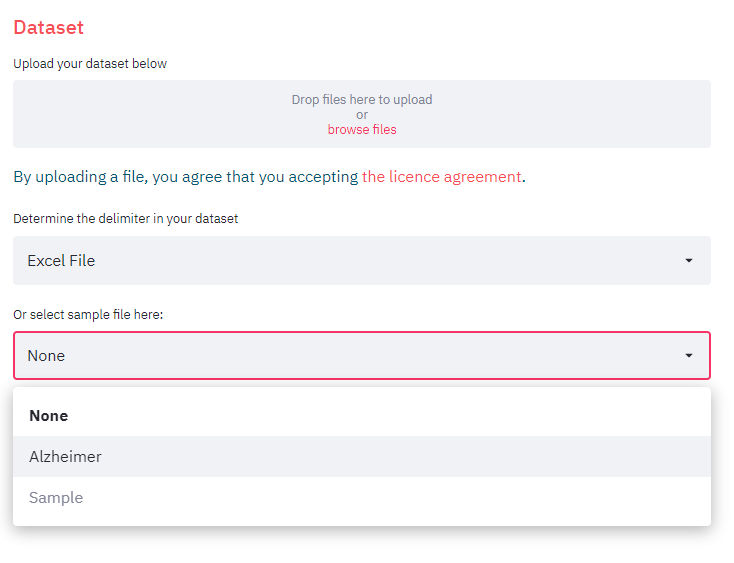 Dataset
Upload your dataset below
Drop files here to upload
or
browse files
By uploading a file, you agree that you accepting the licence agreement.
Determine the delimiter in your dataset
Excel File
Or select sample file here:
None
None
Alzheimer
Sample